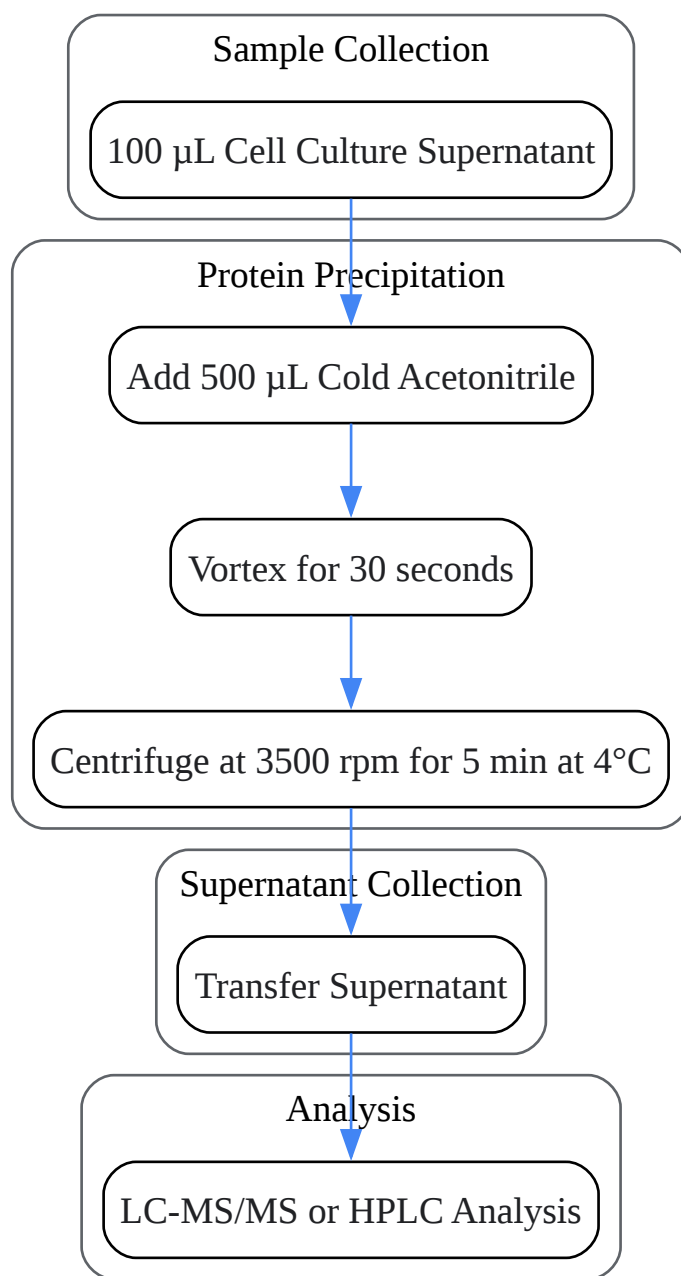 Sample Collection
100 µL Cell Culture Supernatant
Protein Precipitation
Add 500 µL Cold Acetonitrile
Vortex for 30 seconds
Centrifuge at 3500 rpm for 5 min at 4°C
Supernatant Collection
Transfer Supernatant
Analysis
LC-MS/MS or HPLC Analysis